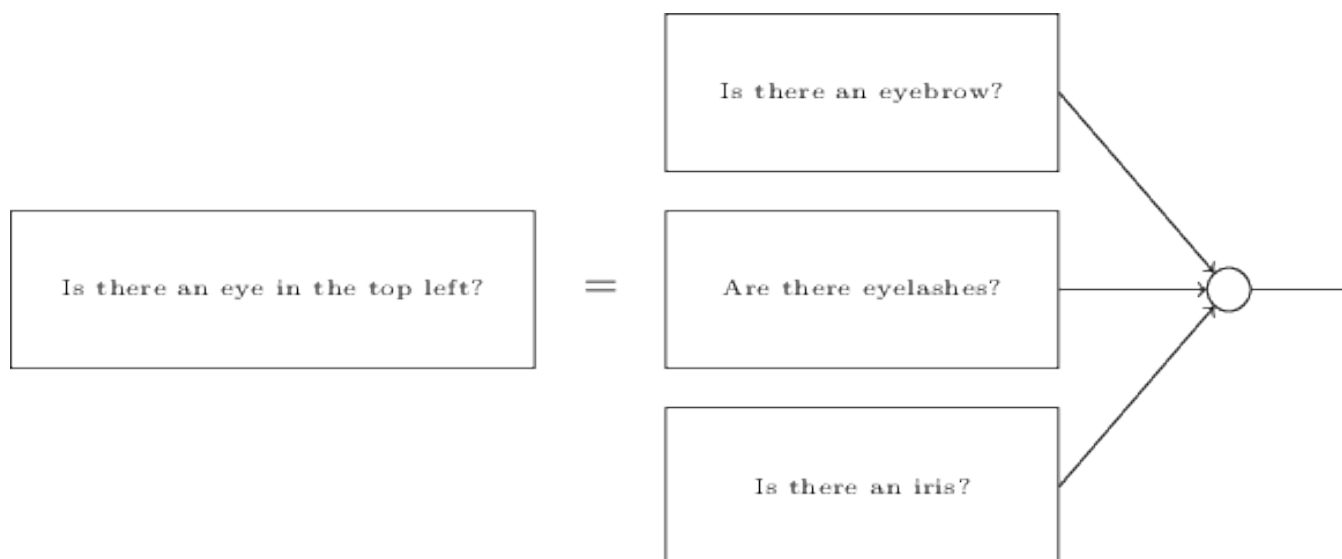 Is there an eyebrow?
Is there an eye in the top left?
=
Are there eyelashes?
Is there an iris?